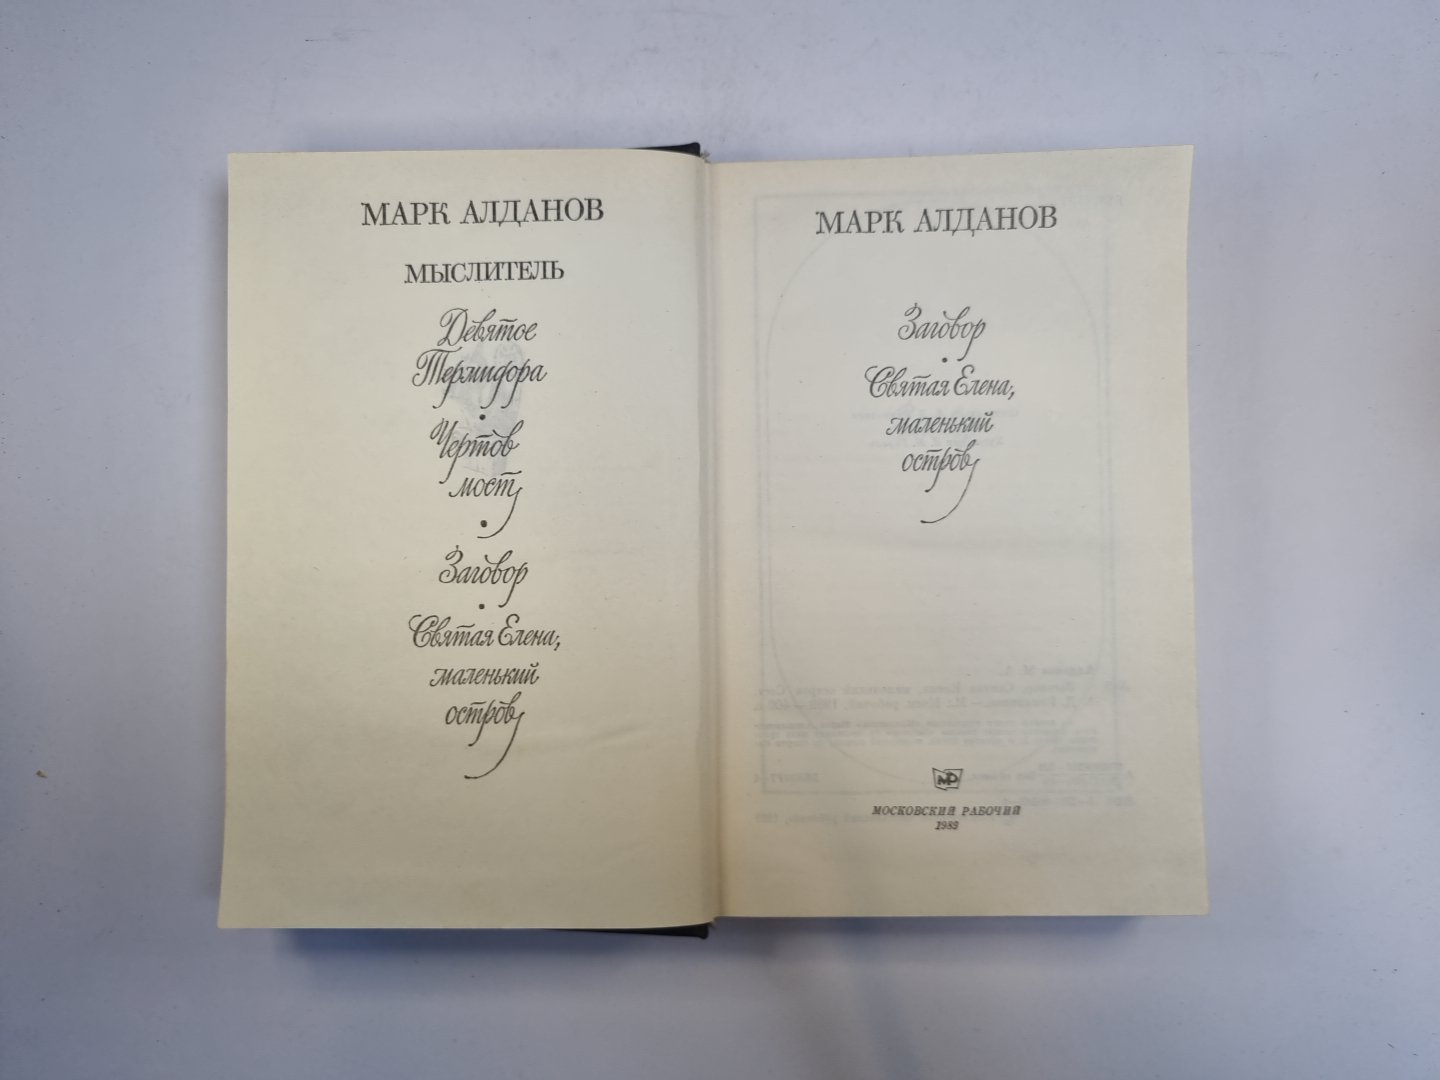 МАРК АЛДАНОВ
МЫСЛИТЕЛЬ
Девятое
Термидора
Чертов
мост
Заговор
Святая Елена,
маленький
остров
МАРК АЛДАНОВ
Заговор
Святая Елена,
маленький
остров
МР
МОСКОВСКИЙ РАБОЧИЙ
1989